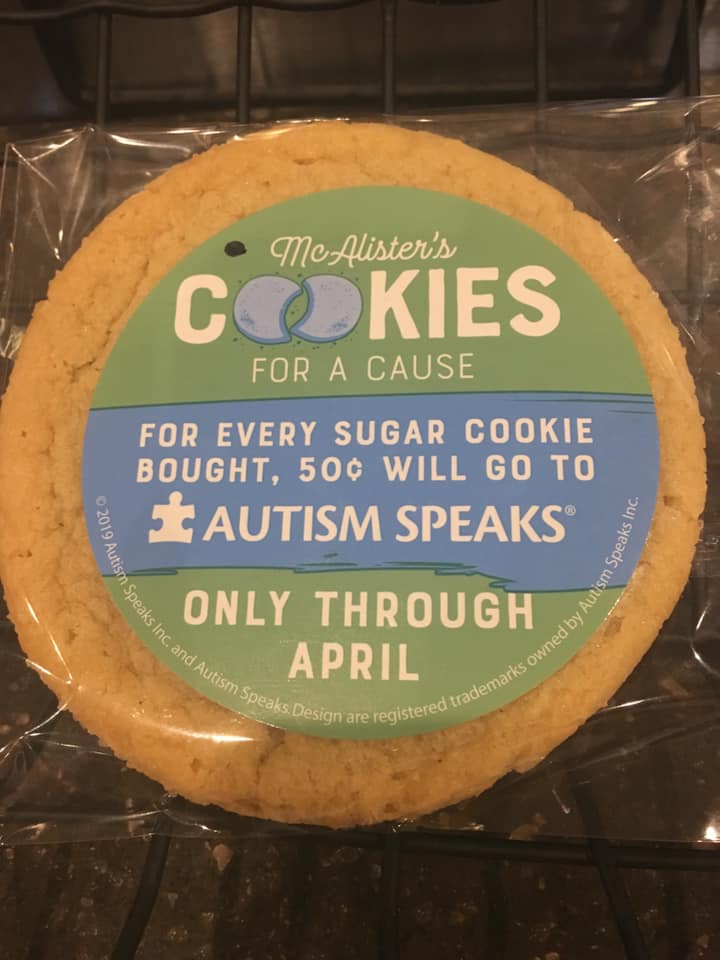 McAlister's
COOKIES
FOR A CAUSE
FOR EVERY SUGAR COOKIE
BOUGHT, 50¢ WILL GO TO
AUTISM SPEAKS®
ONLY THROUGH
APRIL
© 2019 Autism Speaks Inc. and Autism Speaks Design are registered trademarks owned by Autism Speaks Inc.